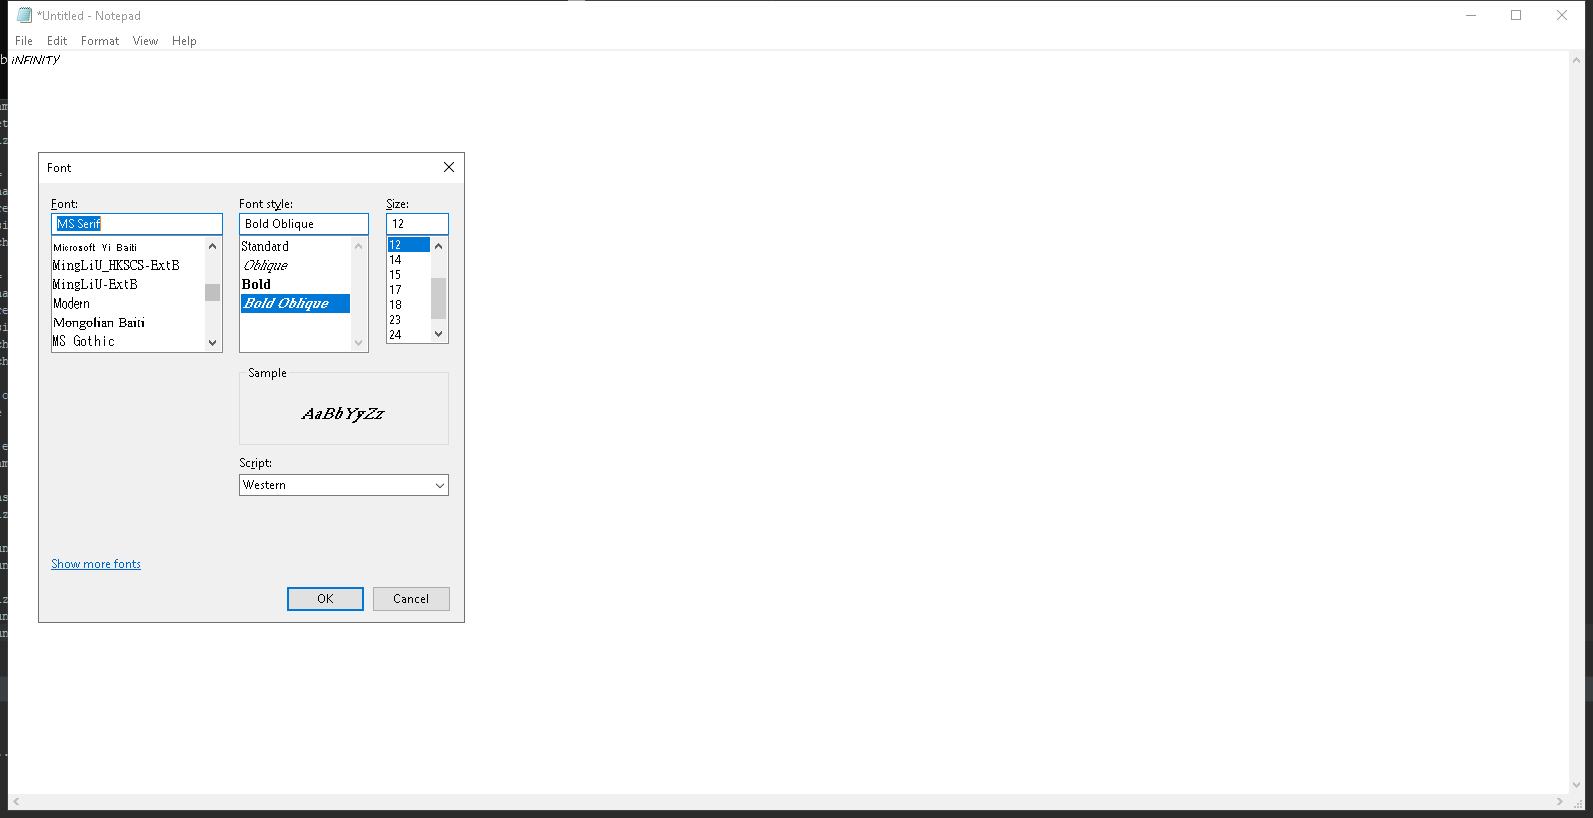 *Untitled - Notepad
File Edit Format View Help
iNFINITY
Font
Font: Font style: Size:
MS Serif Bold Oblique 12
Microsoft Yi Baiti
MingLiU_HKSCS-ExtB
MingLiU-ExtB
Modern
Mongolian Baiti
MS Gothic
Standard
Oblique
Bold
Bold Oblique
12
14
15
17
18
23
24
Sample
AaBbYyZz
Script:
Western
Show more fonts
OK Cancel